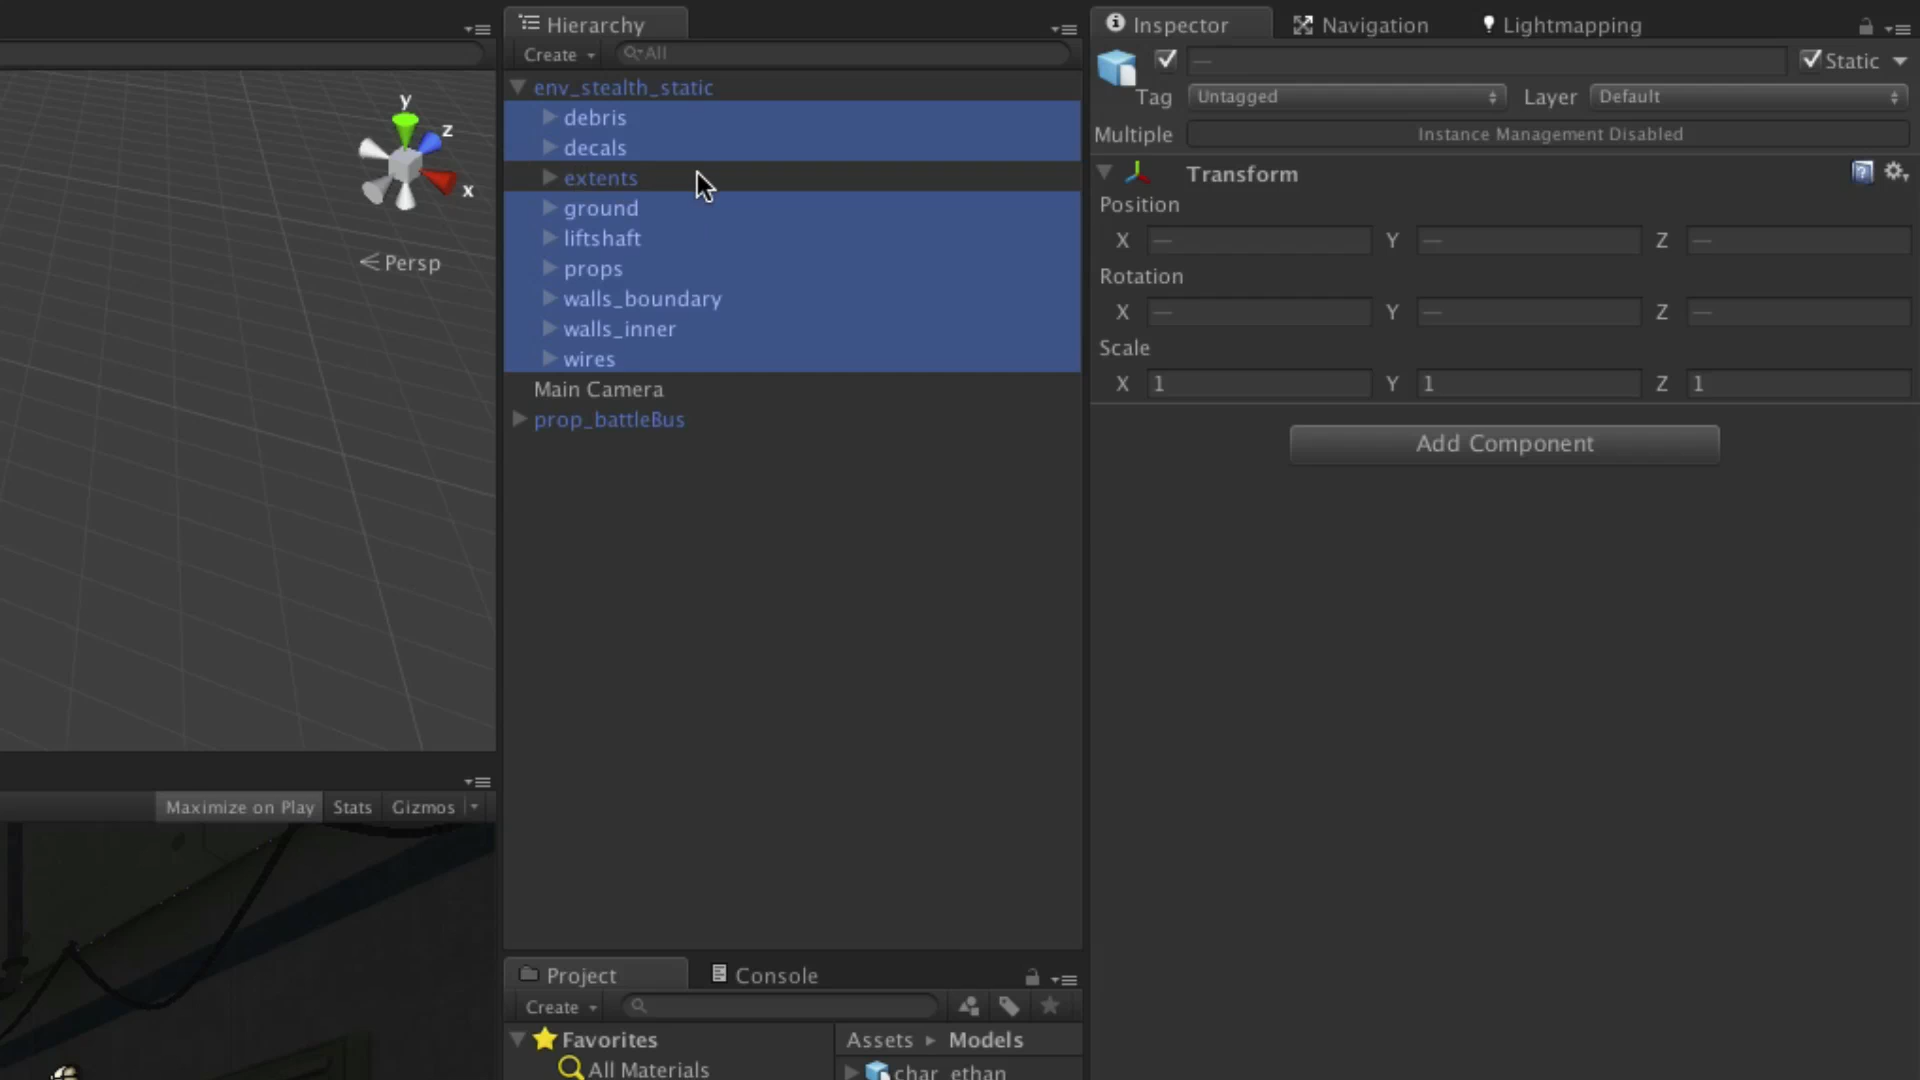 Hierarchy
Create
All
env_stealth_static
debris
decals
extents
ground
liftshaft
props
walls_boundary
walls_inner
wires
Main Camera
prop_battleBus
y
z
x
Persp
Maximize on Play Stats Gizmos
Project Console
Create
Favorites
All Materials
Assets Models
char_ethan
Inspector Navigation Lightmapping
—
Static
Tag Untagged Layer Default
Multiple Instance Management Disabled
Transform
Position
X — Y — Z —
Rotation
X — Y — Z —
Scale
X 1 Y 1 Z 1
Add Component